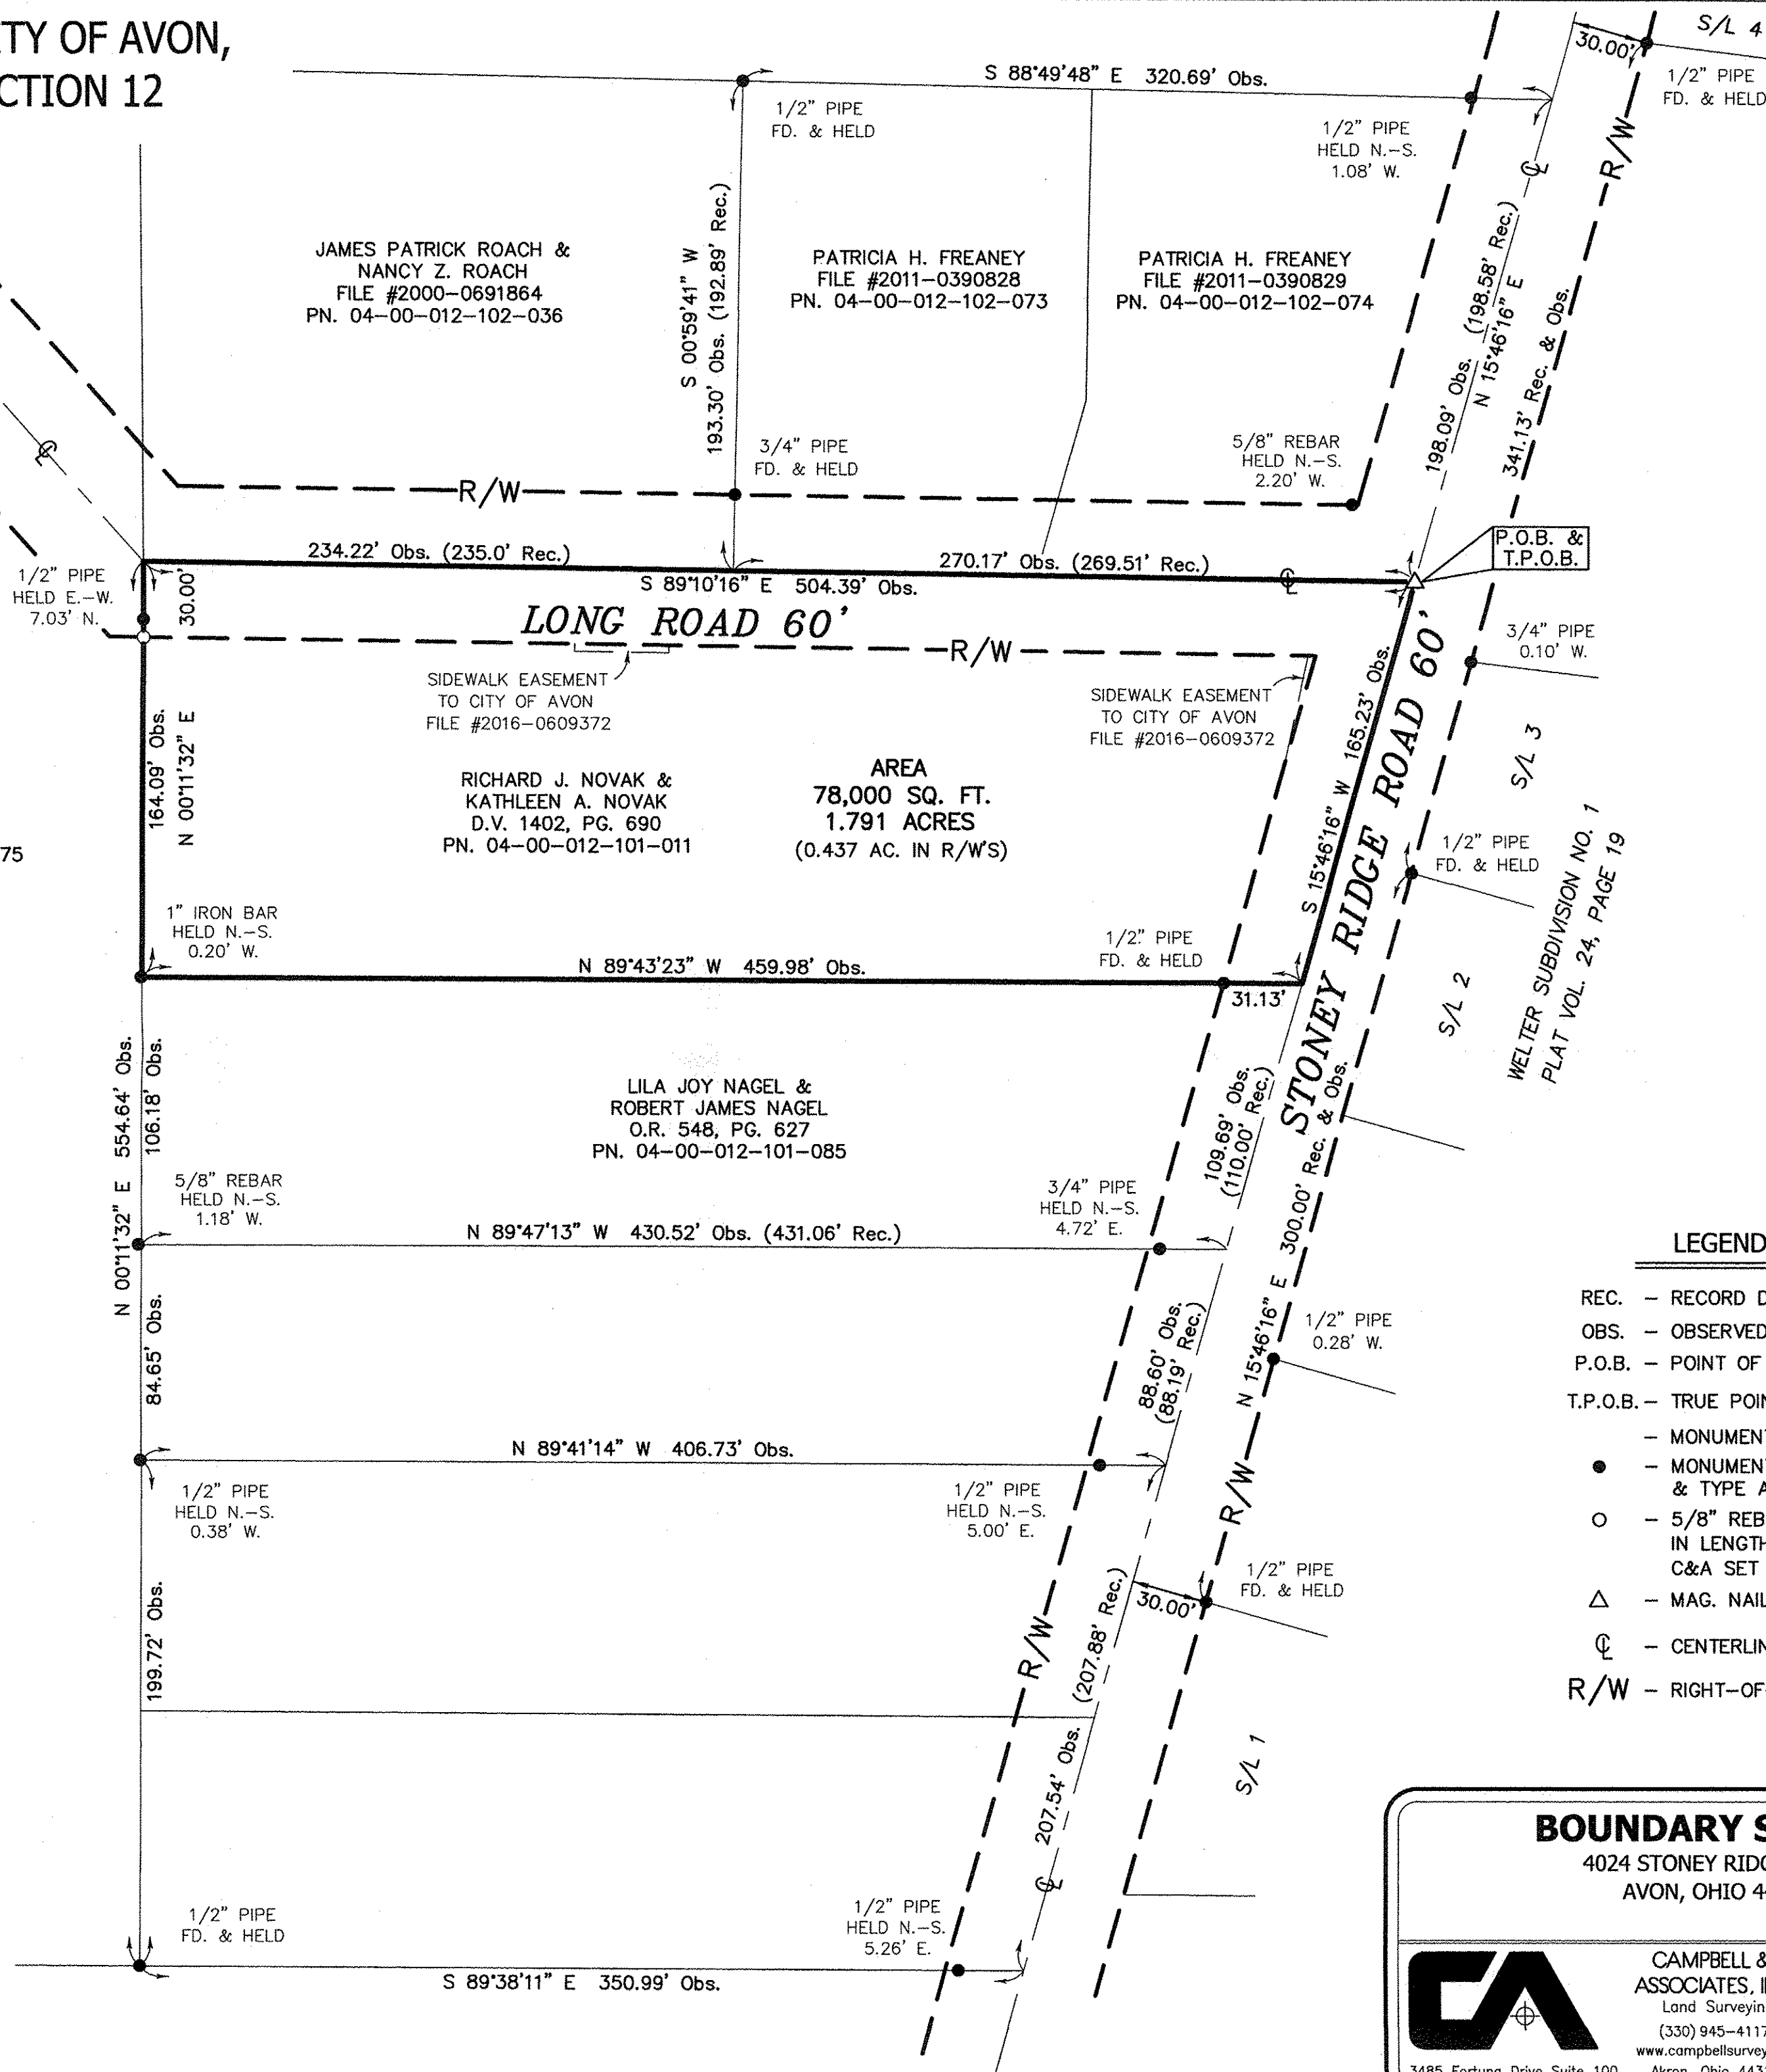 TY OF AVON,
CTION 12
S 88°49'48" E 320.69' Obs.
30.00'
S/L 4
1/2" PIPE
FD. & HELD
1/2" PIPE
FD. & HELD
1/2" PIPE
HELD N.-S.
1.08' W.
R/W
JAMES PATRICK ROACH &
NANCY Z. ROACH
FILE #2000-0691864
PN. 04-00-012-102-036
S 00°59'41" W
193.30' Obs. (192.89' Rec.)
PATRICIA H. FREANEY
FILE #2011-0390828
PN. 04-00-012-102-073
PATRICIA H. FREANEY
FILE #2011-0390829
PN. 04-00-012-102-074
198.09' Obs. (198.58' Rec.)
N 15°46'16" E
341.13' Rec. & Obs.
3/4" PIPE
FD. & HELD
5/8" REBAR
HELD N.-S.
2.20' W.
R/W
P.O.B. &
T.P.O.B.
234.22' Obs. (235.0' Rec.)
270.17' Obs. (269.51' Rec.)
S 89°10'16" E 504.39' Obs.
1/2" PIPE
HELD E.-W.
7.03' N.
30.00'
LONG ROAD 60'
R/W
3/4" PIPE
0.10' W.
SIDEWALK EASEMENT
TO CITY OF AVON
FILE #2016-0609372
SIDEWALK EASEMENT
TO CITY OF AVON
FILE #2016-0609372
164.09' Obs.
N 00°11'32" E
S 15°46'16" W 165.23' Obs.
STONEY RIDGE ROAD 60'
S/L 3
RICHARD J. NOVAK &
KATHLEEN A. NOVAK
D.V. 1402, PG. 690
PN. 04-00-012-101-011
AREA
78,000 SQ. FT.
1.791 ACRES
(0.437 AC. IN R/W'S)
75
1/2" PIPE
FD. & HELD
WELTER SUBDIVISION NO. 1
PLAT VOL. 24, PAGE 19
1" IRON BAR
HELD N.-S.
0.20' W.
1/2" PIPE
FD. & HELD
N 89°43'23" W 459.98' Obs.
31.13'
S/L 2
N 00°11'32" E 554.64' Obs.
106.18' Obs.
LILA JOY NAGEL &
ROBERT JAMES NAGEL
O.R. 548, PG. 627
PN. 04-00-012-101-085
109.69' Obs.
(110.00' Rec.)
5/8" REBAR
HELD N.-S.
1.18' W.
3/4" PIPE
HELD N.-S.
4.72' E.
N 89°47'13" W 430.52' Obs. (431.06' Rec.)
N 15°46'16" E 300.00' Rec. & Obs.
84.65' Obs.
88.60' Obs.
(88.19' Rec.)
1/2" PIPE
0.28' W.
N 89°41'14" W 406.73' Obs.
1/2" PIPE
HELD N.-S.
0.38' W.
1/2" PIPE
HELD N.-S.
5.00' E.
R/W
1/2" PIPE
FD. & HELD
30.00'
199.72' Obs.
R/W
207.54' Obs. (207.88' Rec.)
S/L 1
1/2" PIPE
FD. & HELD
1/2" PIPE
HELD N.-S.
5.26' E.
S 89°38'11" E 350.99' Obs.
LEGEND
REC. - RECORD D
OBS. - OBSERVED
P.O.B. - POINT OF
T.P.O.B. - TRUE POIN
- MONUMENT
● - MONUMENT
& TYPE A
○ - 5/8" REB
IN LENGTH
C&A SET
△ - MAG. NAIL
℄ - CENTERLIN
R/W - RIGHT-OF
BOUNDARY S
4024 STONEY RIDG
AVON, OHIO 4
CA
CAMPBELL &
ASSOCIATES, I
Land Surveyin
(330) 945-4117
www.campbellsurvey
3485 Fortuna Drive Suite 100
Akron, Ohio 443